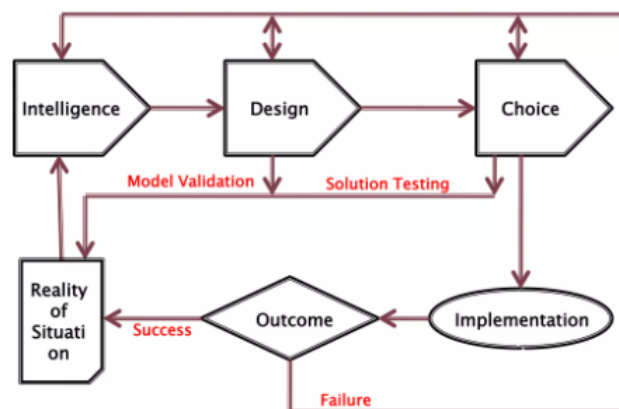 Intelligence
Design
Choice
Model Validation
Solution Testing
Reality
of
Situati
on
Success
Outcome
Implementation
Failure